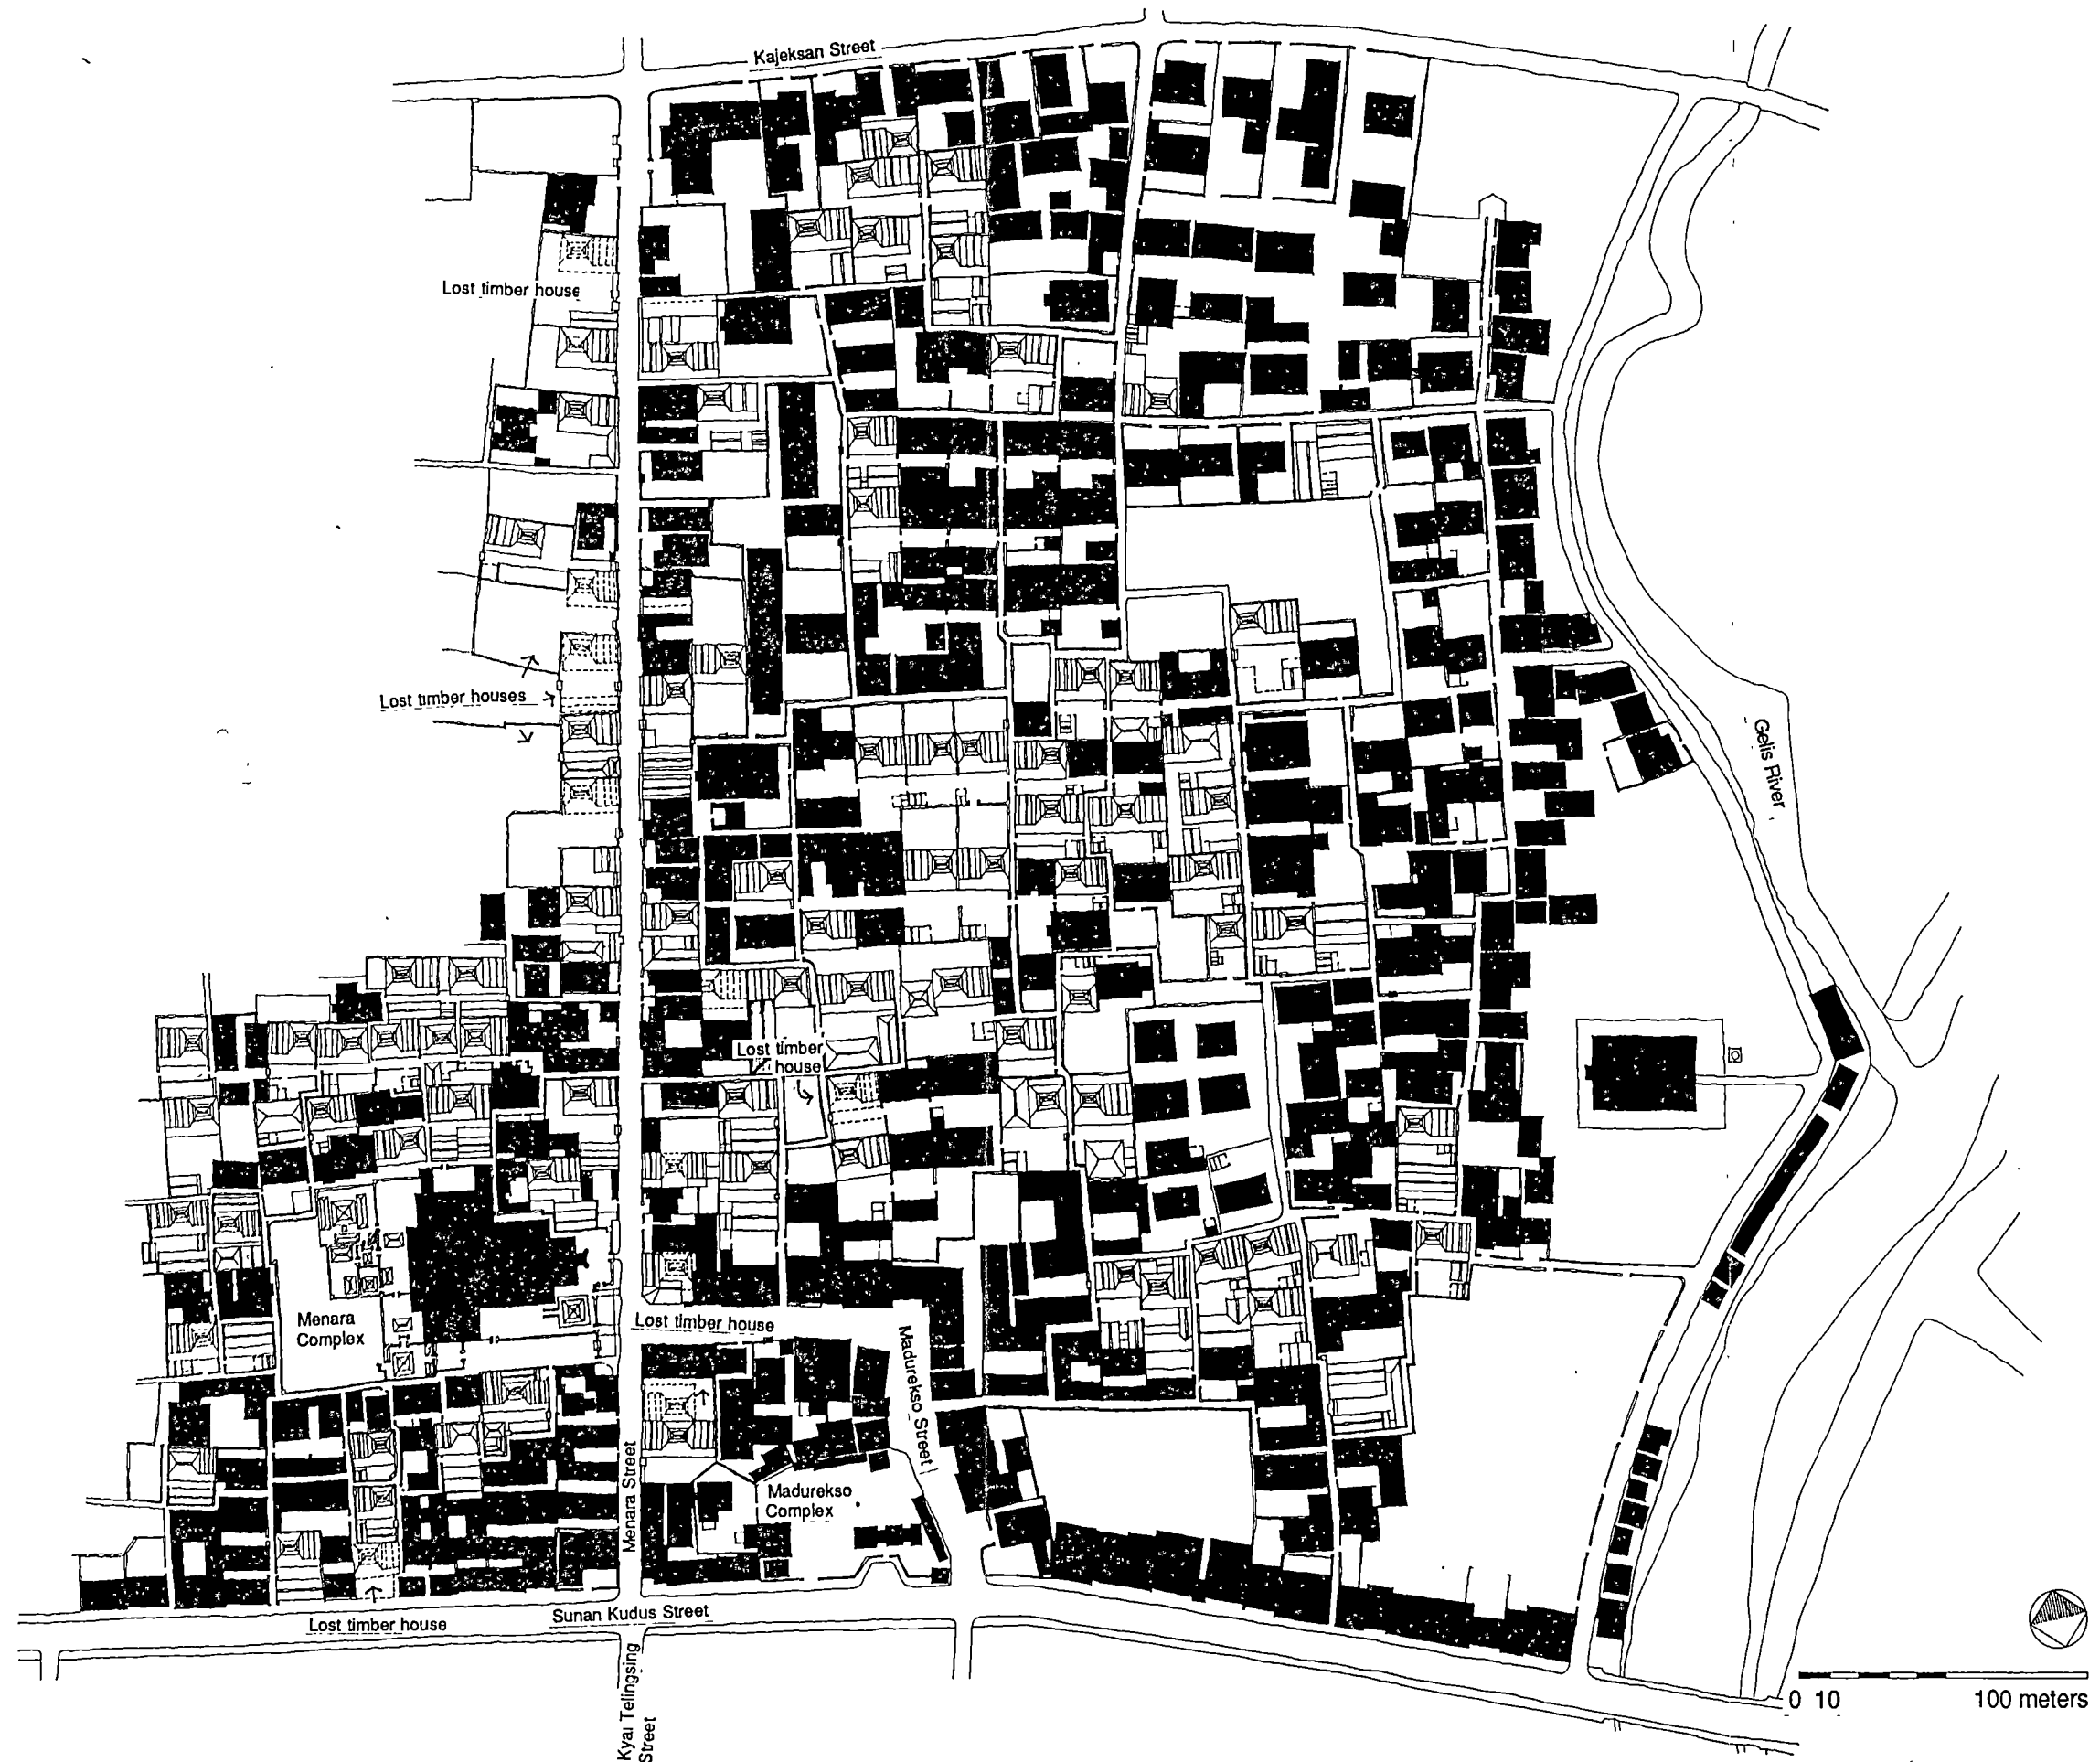 Kajeksan Street
Lost timber house
Lost timber houses
Gelis River
Lost timber
house
Menara
Complex
Lost timber house
Madurekso Street
Menara Street
Madurekso
Complex
Sunan Kudus Street
Lost timber house
Kyai Telingsing
Street
0 10 100 meters